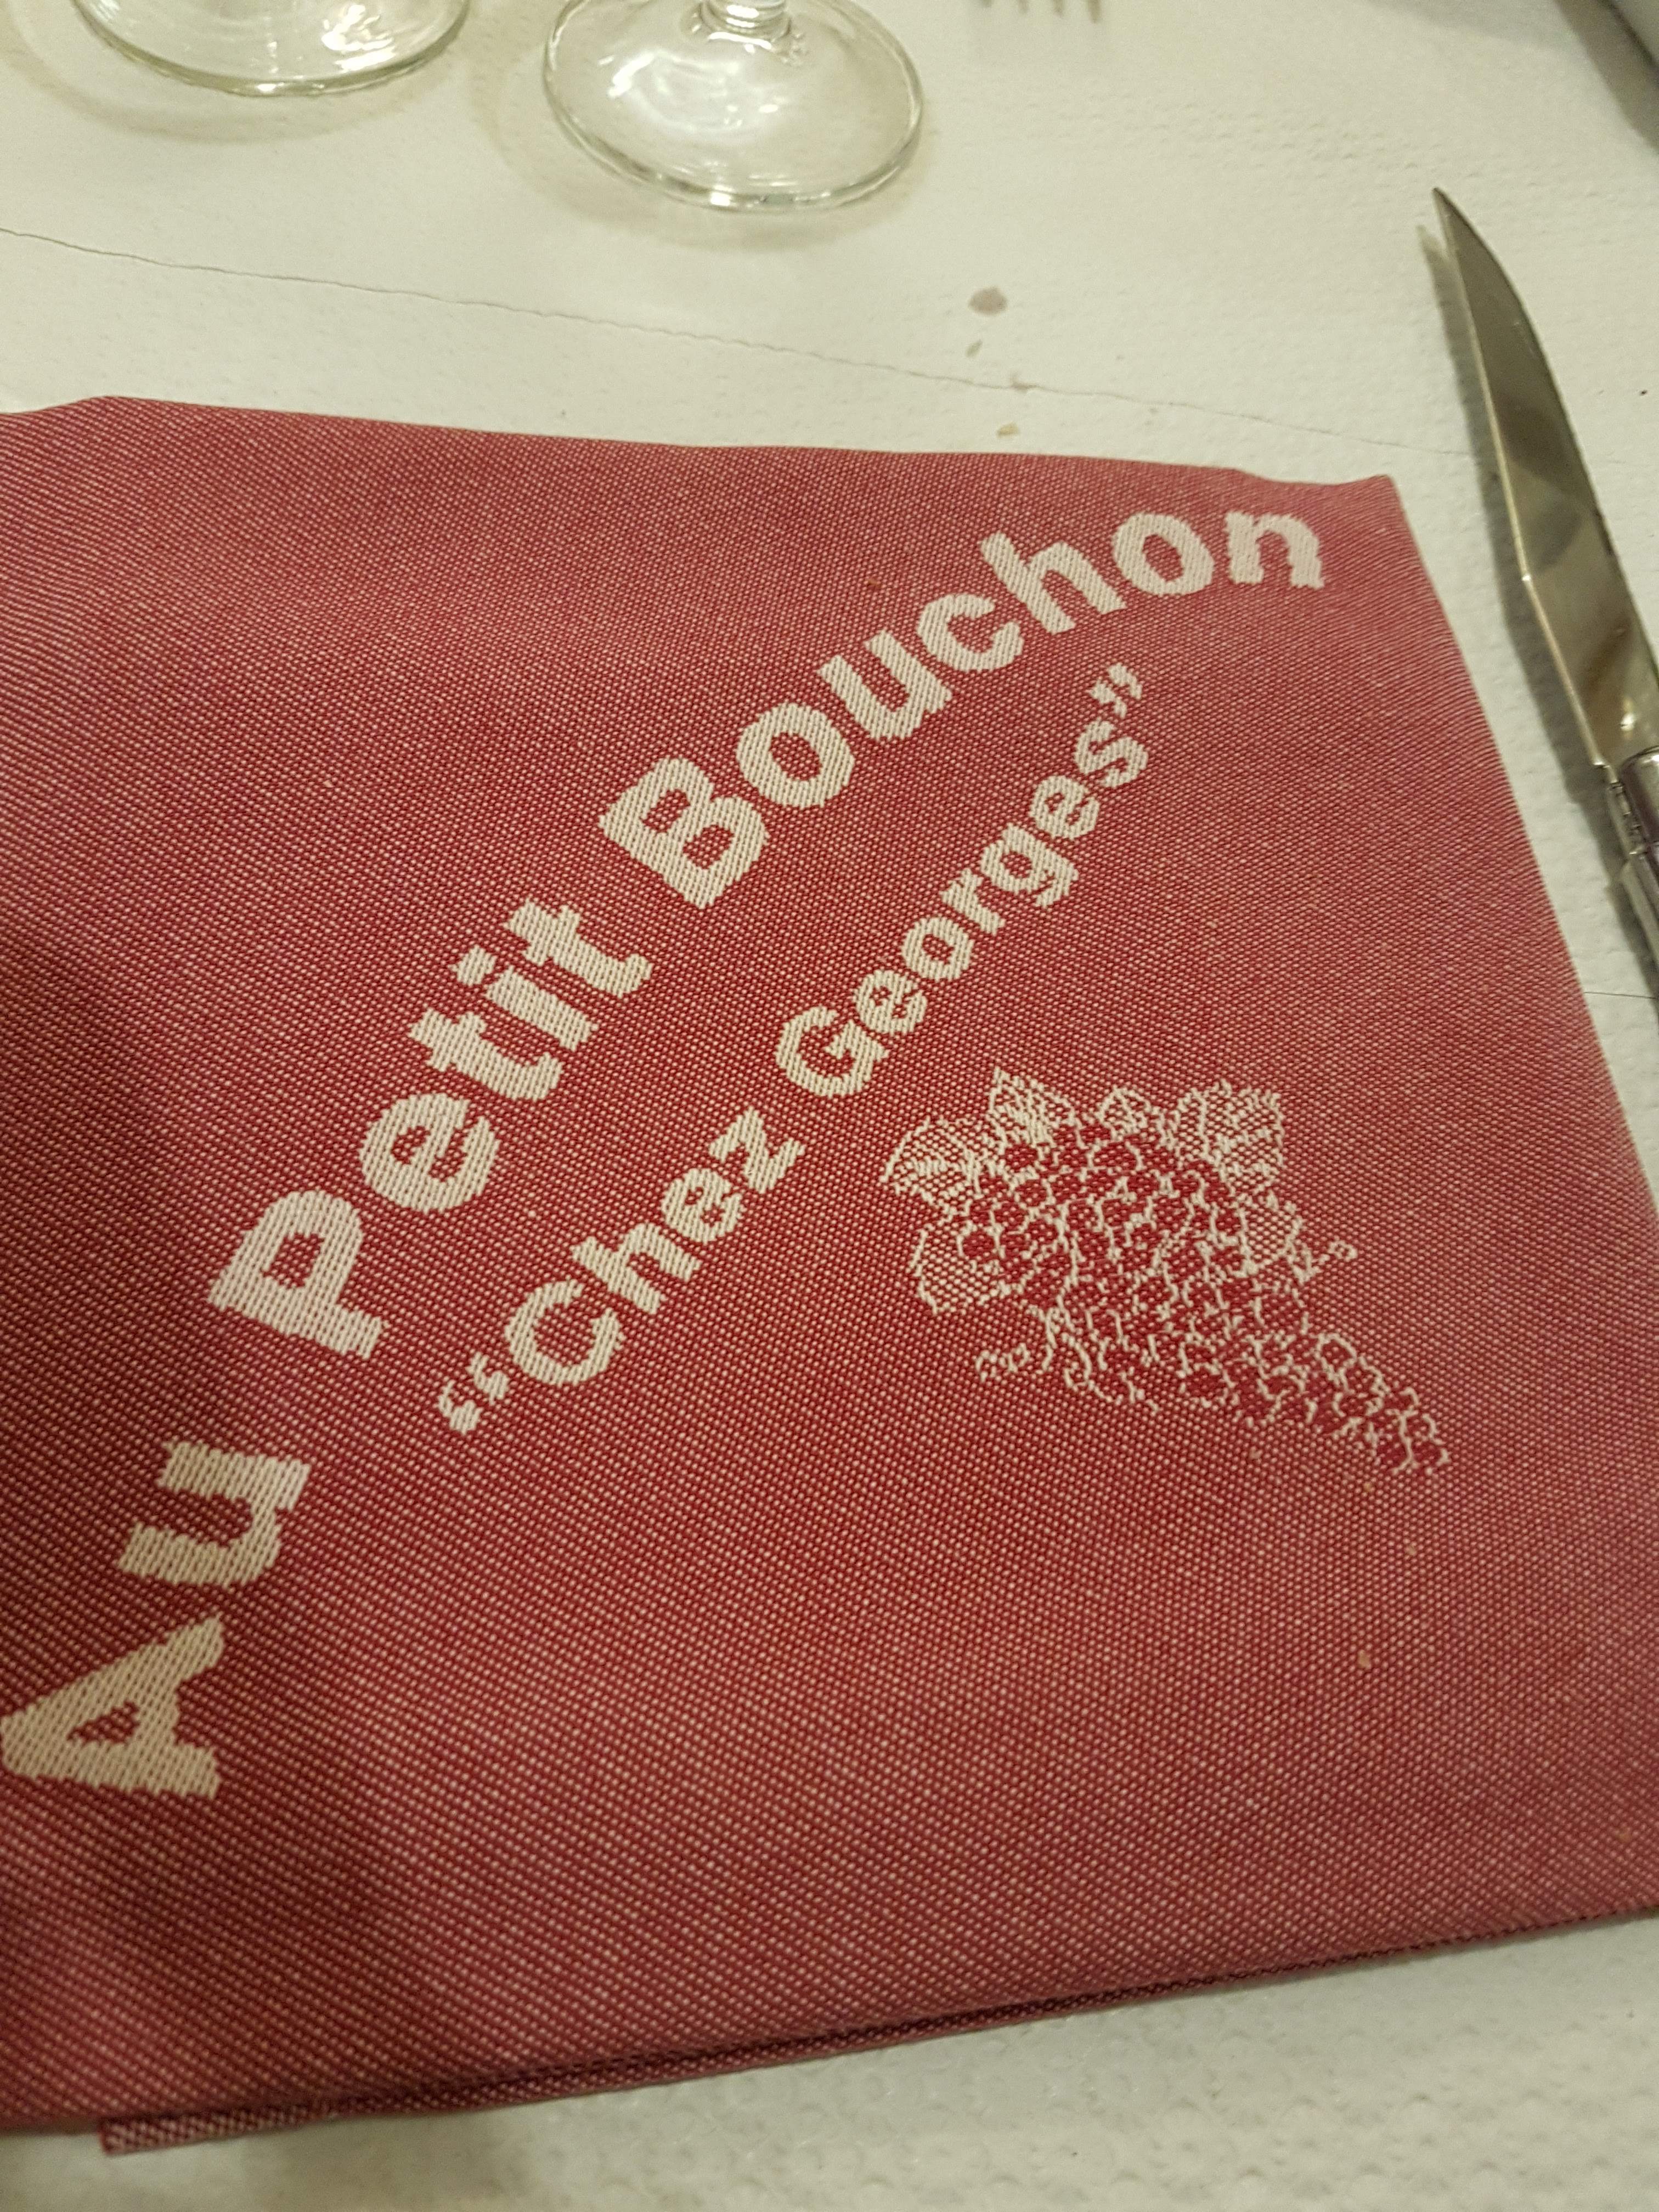 Au Petit Bouchon
“Chez Georges”